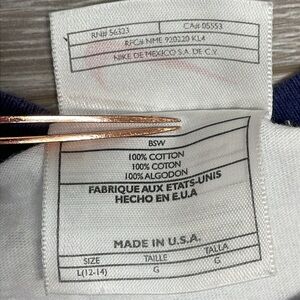 RN# 56323 CA# 05553
RFC# NME 920220 KL4
NIKE DE MEXICO S.A. DE C.V.
BSW
100% COTTON
100% COTON
100% ALGODON
FABRIQUE AUX ETATS-UNIS
HECHO EN E.U.A
MADE IN U.S.A.
SIZE TAILLE TALLA
L(12-14) G G